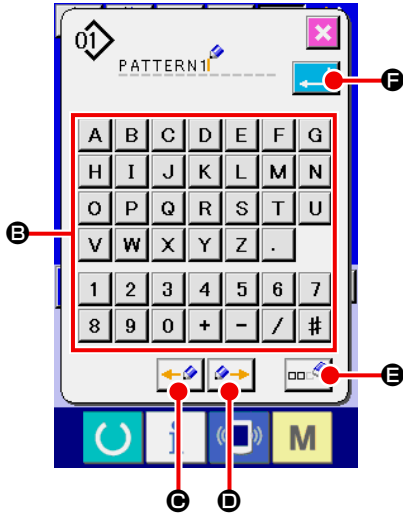 01
PATTERN1
F
A B C D E F G
H I J K L M N
O P Q R S T U
B
V W X Y Z .
1 2 3 4 5 6 7
8 9 0 + - / #
E
i M
C D